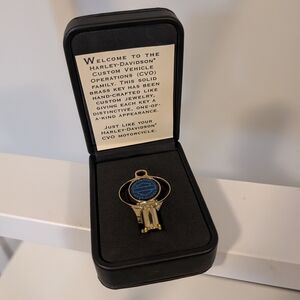 WELCOME TO THE
HARLEY-DAVIDSON®
CUSTOM VEHICLE
OPERATIONS (CVO)
FAMILY. THIS SOLID
BRASS KEY HAS BEEN
HAND-CRAFTED LIKE
CUSTOM JEWELRY,
GIVING EACH KEY A
DISTINCTIVE, ONE-OF-
A-KIND APPEARANCE.
JUST LIKE YOUR
HARLEY-DAVIDSON®
CVO MOTORCYCLE.